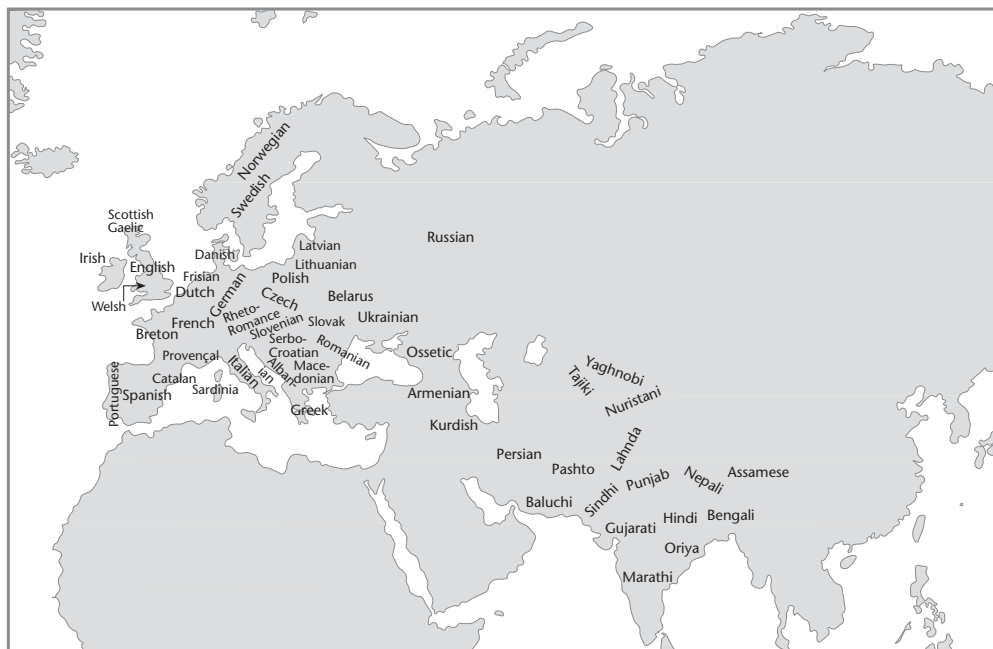 Norwegian
Swedish
Scottish
Gaelic
Irish
English
Welsh
Danish
Frisian
Dutch
German
Latvian
Lithuanian
Russian
Polish
Czech
Belarus
Ukrainian
Rheto-
Romance
Slovenian
Slovak
French
Breton
Serbo-
Croatian
Romanian
Provençal
Italian
Alban-
ian
Mace-
donian
Catalan
Sardinia
Spanish
Portuguese
Greek
Ossetic
Armenian
Kurdish
Yaghnobi
Tajiki
Nuristani
Persian
Pashto
Lahnda
Baluchi
Sindhi
Punjab
Nepali
Assamese
Gujarati
Hindi
Bengali
Oriya
Marathi